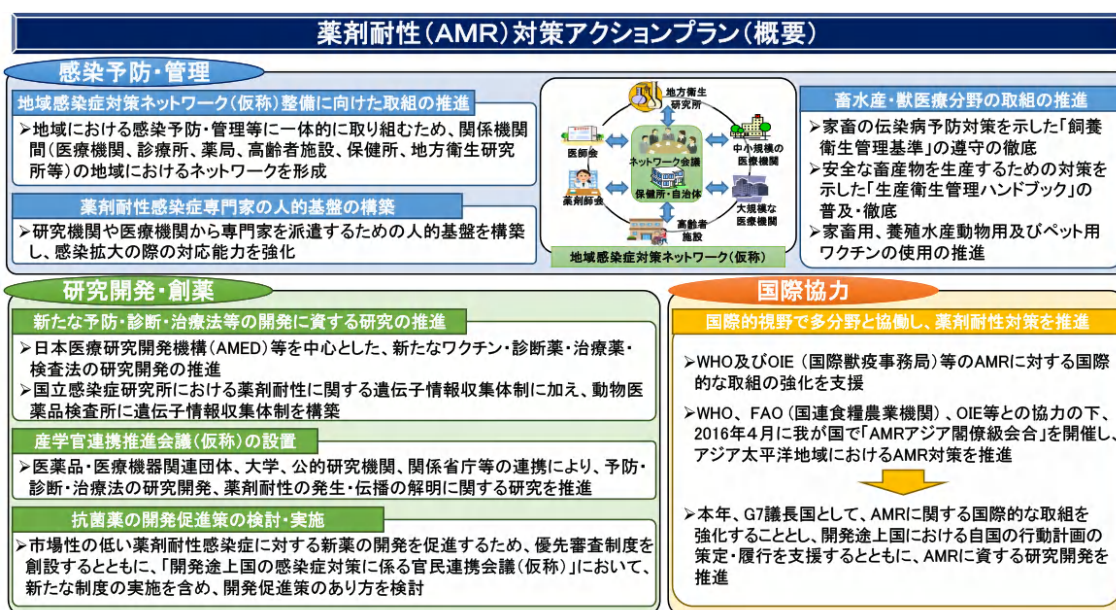 薬剤耐性(AMR)対策アクションプラン(概要)
感染予防・管理
地域感染症対策ネットワーク(仮称)整備に向けた取組の推進
➢地域における感染予防・管理等に一体的に取り組むため、関係機関
間(医療機関、診療所、薬局、高齢者施設、保健所、地方衛生研究
所等)の地域におけるネットワークを形成
薬剤耐性感染症専門家の人的基盤の構築
➢研究機関や医療機関から専門家を派遣するための人的基盤を構築
し、感染拡大の際の対応能力を強化
地方衛生
研究所
医師会
中小規模の
医療機関
ネットワーク会議
保健所・自治体
薬剤師会
大規模な
医療機関
高齢者
施設
地域感染症対策ネットワーク(仮称)
畜水産・獣医療分野の取組の推進
➢家畜の伝染病予防対策を示した「飼養
衛生管理基準」の遵守の徹底
➢安全な畜産物を生産するための対策を
示した「生産衛生管理ハンドブック」の
普及・徹底
➢家畜用、養殖水産動物用及びペット用
ワクチンの使用の推進
研究開発・創薬
新たな予防・診断・治療法等の開発に資する研究の推進
➢日本医療研究開発機構(AMED)等を中心とした、新たなワクチン・診断薬・治療薬・
検査法の研究開発の推進
➢国立感染症研究所における薬剤耐性に関する遺伝子情報収集体制に加え、動物医
薬品検査所に遺伝子情報収集体制を構築
産学官連携推進会議(仮称)の設置
➢医薬品・医療機器関連団体、大学、公的研究機関、関係省庁等の連携により、予防・
診断・治療法の研究開発、薬剤耐性の発生・伝播の解明に関する研究を推進
抗菌薬の開発促進策の検討・実施
➢市場性の低い薬剤耐性感染症に対する新薬の開発を促進するため、優先審査制度を
創設するとともに、「開発途上国の感染症対策に係る官民連携会議(仮称)」において、
新たな制度の実施を含め、開発促進策のあり方を検討
国際協力
国際的視野で多分野と協働し、薬剤耐性対策を推進
➢WHO及びOIE(国際獣疫事務局)等のAMRに対する国際
的な取組の強化を支援
➢WHO、FAO(国連食糧農業機関)、OIE等との協力の下、
2016年4月に我が国で「AMRアジア閣僚級会合」を開催し、
アジア太平洋地域におけるAMR対策を推進
➢本年、G7議長国として、AMRに関する国際的な取組を
強化することとし、開発途上国における自国の行動計画の
策定・履行を支援するとともに、AMRに資する研究開発を
推進